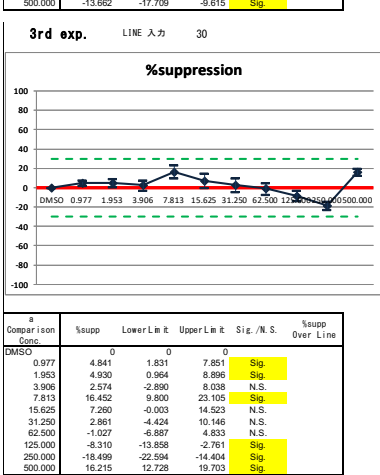 500.000 -13.662 -17.709 -9.615 Sig.
3rd exp. LINE 入力 30
%suppression
100
80
60
40
20
0
-20
-40
-60
-80
-100
DMSO 0.977 1.953 3.906 7.813 15.625 31.250 62.500 125.000 250.000 500.000
a Comparison Conc. %supp LowerLimit UpperLimit Sig./N.S. %supp Over Line
DMSO 0 0 0
0.977 4.841 1.831 7.851 Sig.
1.953 4.930 0.964 8.896 Sig.
3.906 2.574 -2.890 8.038 N.S.
7.813 16.452 9.800 23.105 Sig.
15.625 7.260 -0.003 14.523 N.S.
31.250 2.861 -4.424 10.146 N.S.
62.500 -1.027 -6.887 4.833 N.S.
125.000 -8.310 -13.858 -2.761 Sig.
250.000 -18.499 -22.594 -14.404 Sig.
500.000 16.215 12.728 19.703 Sig.